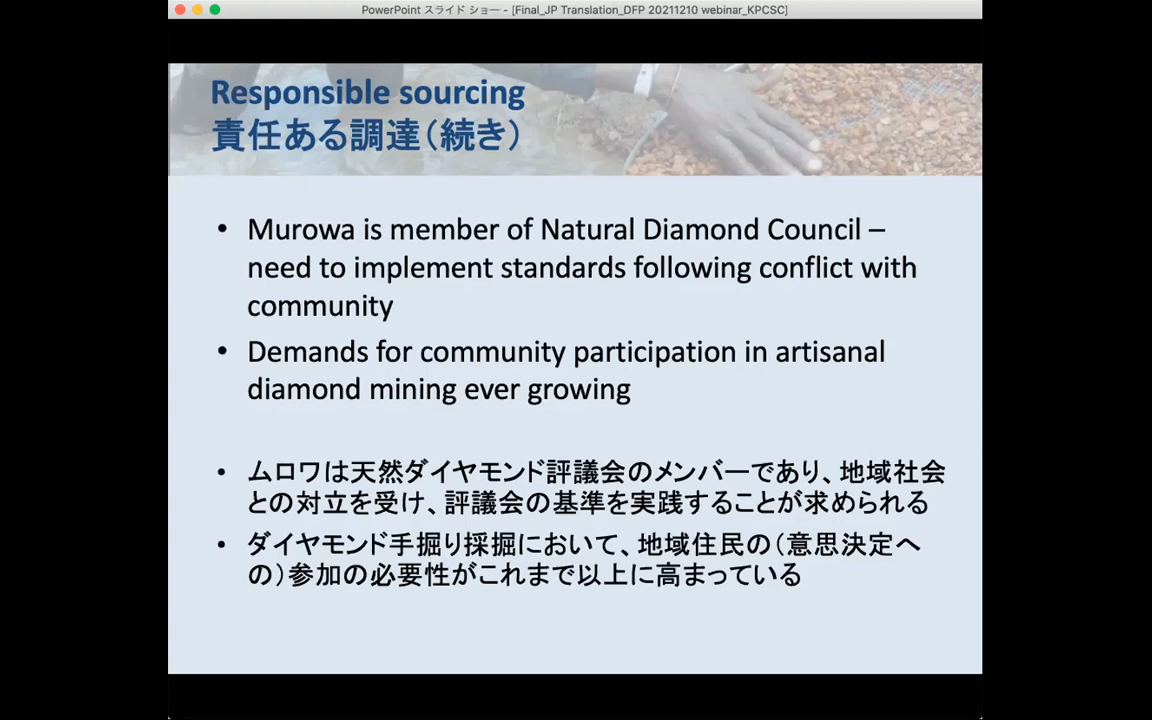 PowerPoint スライド ショー - [Final_JP Translation_DFP 20211210 webinar_KPCSC]
Responsible sourcing
責任ある調達（続き）
• Murowa is member of Natural Diamond Council –
need to implement standards following conflict with
community
• Demands for community participation in artisanal
diamond mining ever growing
• ムロワは天然ダイヤモンド評議会のメンバーであり、地域社会
との対立を受け、評議会の基準を実践することが求められる
• ダイヤモンド手掘り採掘において、地域住民の（意思決定へ
の）参加の必要性がこれまで以上に高まっている